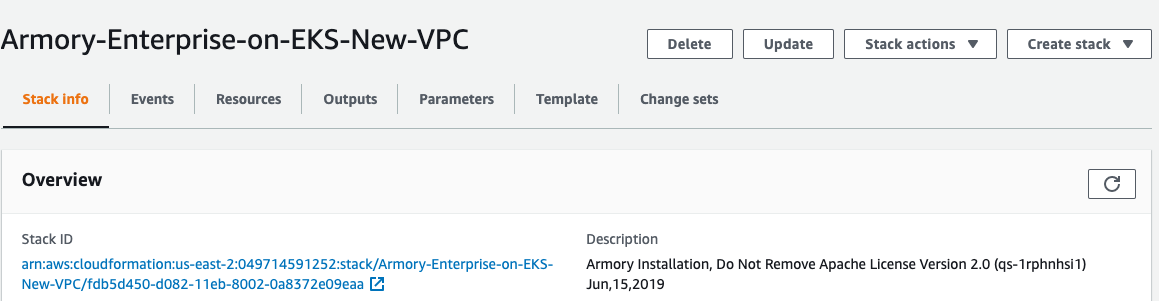 Armory-Enterprise-on-EKS-New-VPC
Delete
Update
Stack actions
Create stack
Stack info
Events
Resources
Outputs
Parameters
Template
Change sets
Overview
Stack ID
arn:aws:cloudformation:us-east-2:049714591252:stack/Armory-Enterprise-on-EKS-
New-VPC/fdb5d450-d082-11eb-8002-0a8372e09eaa
Description
Armory Installation, Do Not Remove Apache License Version 2.0 (qs-1rphnhsi1)
Jun,15,2019